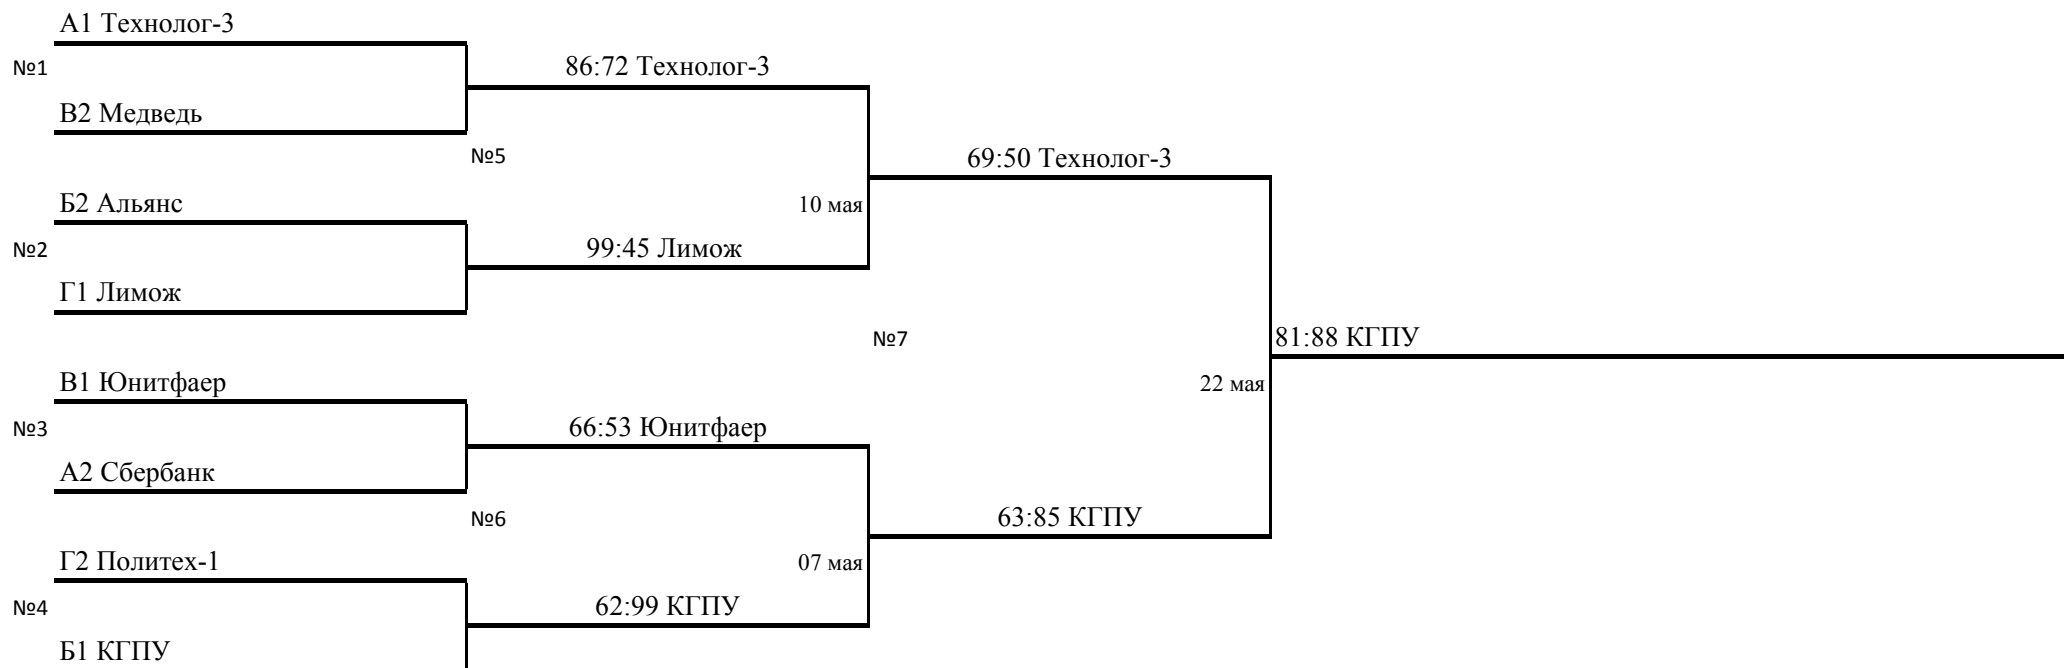 А1 Технолог-3
№1
86:72 Технолог-3
В2 Медведь
№5
69:50 Технолог-3
Б2 Альянс
10 мая
№2
99:45 Лимож
Г1 Лимож
№7
81:88 КГПУ
В1 Юнитфаер
22 мая
№3
66:53 Юнитфаер
А2 Сбербанк
№6
63:85 КГПУ
Г2 Политех-1
07 мая
№4
62:99 КГПУ
Б1 КГПУ